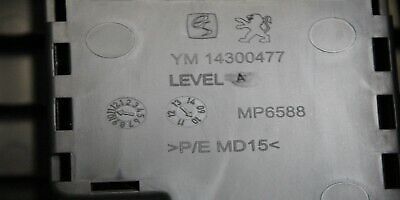 YM 14300477
LEVEL A
MP6588
>P/E MD15<